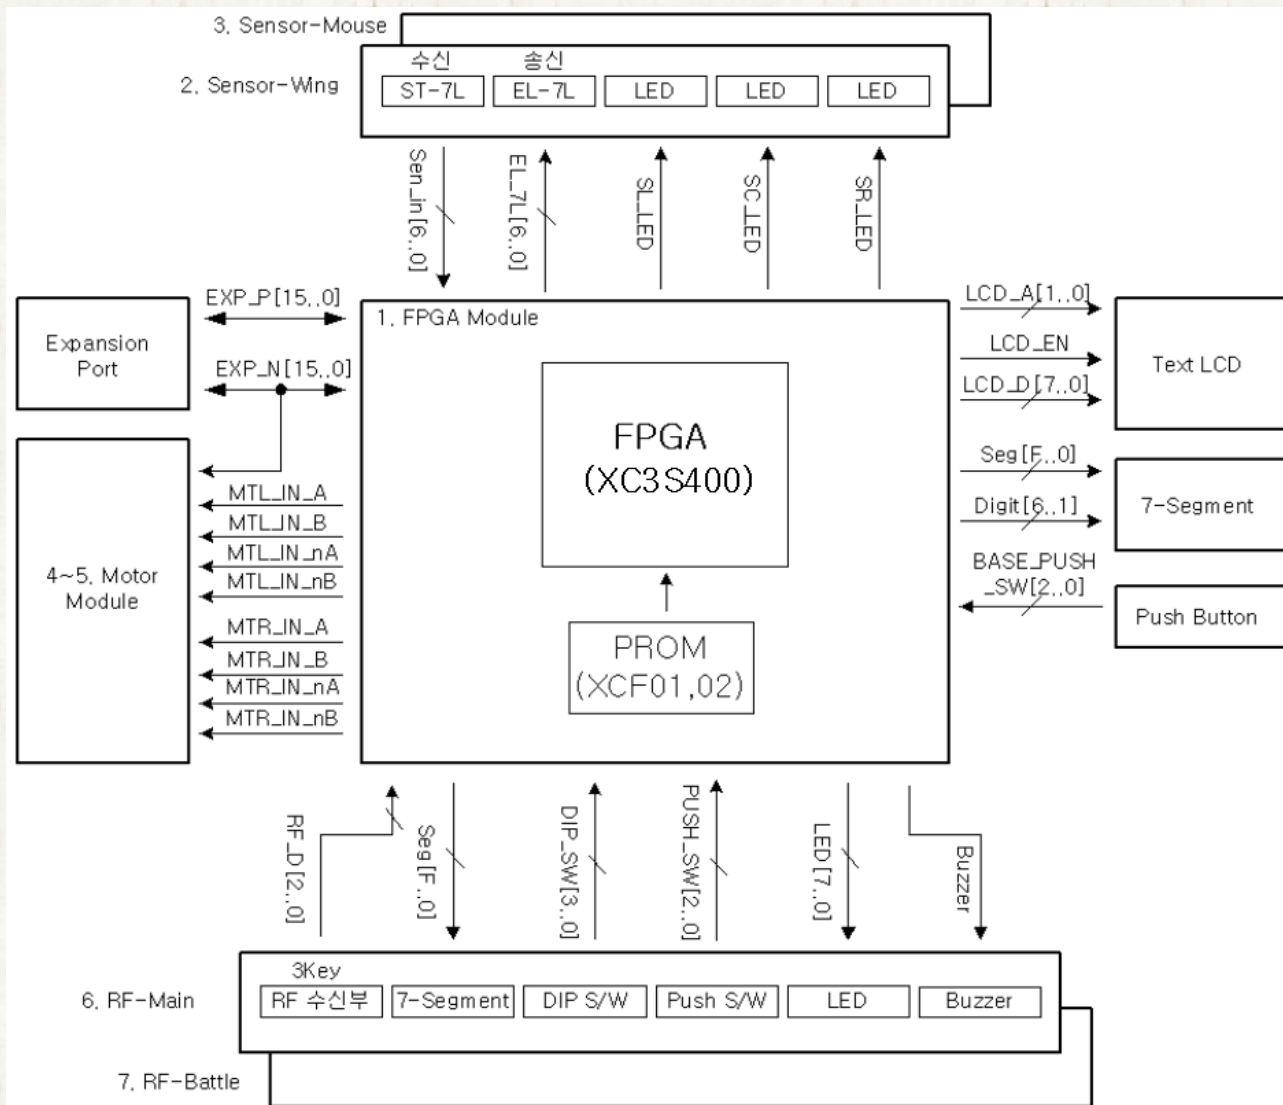 3. Sensor-Mouse
2. Sensor-Wing
수신
송신
ST-7L
EL-7L
LED
LED
LED
Sen_in[6..0]
EL_7L[6..0]
SL_LED
SC_LED
SR_LED
Expansion
Port
EXP_P[15..0]
EXP_N[15..0]
1. FPGA Module
FPGA
(XC3S400)
PROM
(XCF01,02)
LCD_A[1..0]
LCD_EN
LCD_D[7..0]
Text LCD
Seg[F..0]
Digit[6..1]
7-Segment
BASE_PUSH
_SW[2..0]
Push Button
4~5. Motor
Module
MTL_IN_A
MTL_IN_B
MTL_IN_nA
MTL_IN_nB
MTR_IN_A
MTR_IN_B
MTR_IN_nA
MTR_IN_nB
RF_D[2..0]
Seg[F..0]
DIP_SW[3..0]
PUSH_SW[2..0]
LED[7..0]
Buzzer
6. RF-Main
3Key
RF 수신부
7-Segment
DIP S/W
Push S/W
LED
Buzzer
7. RF-Battle